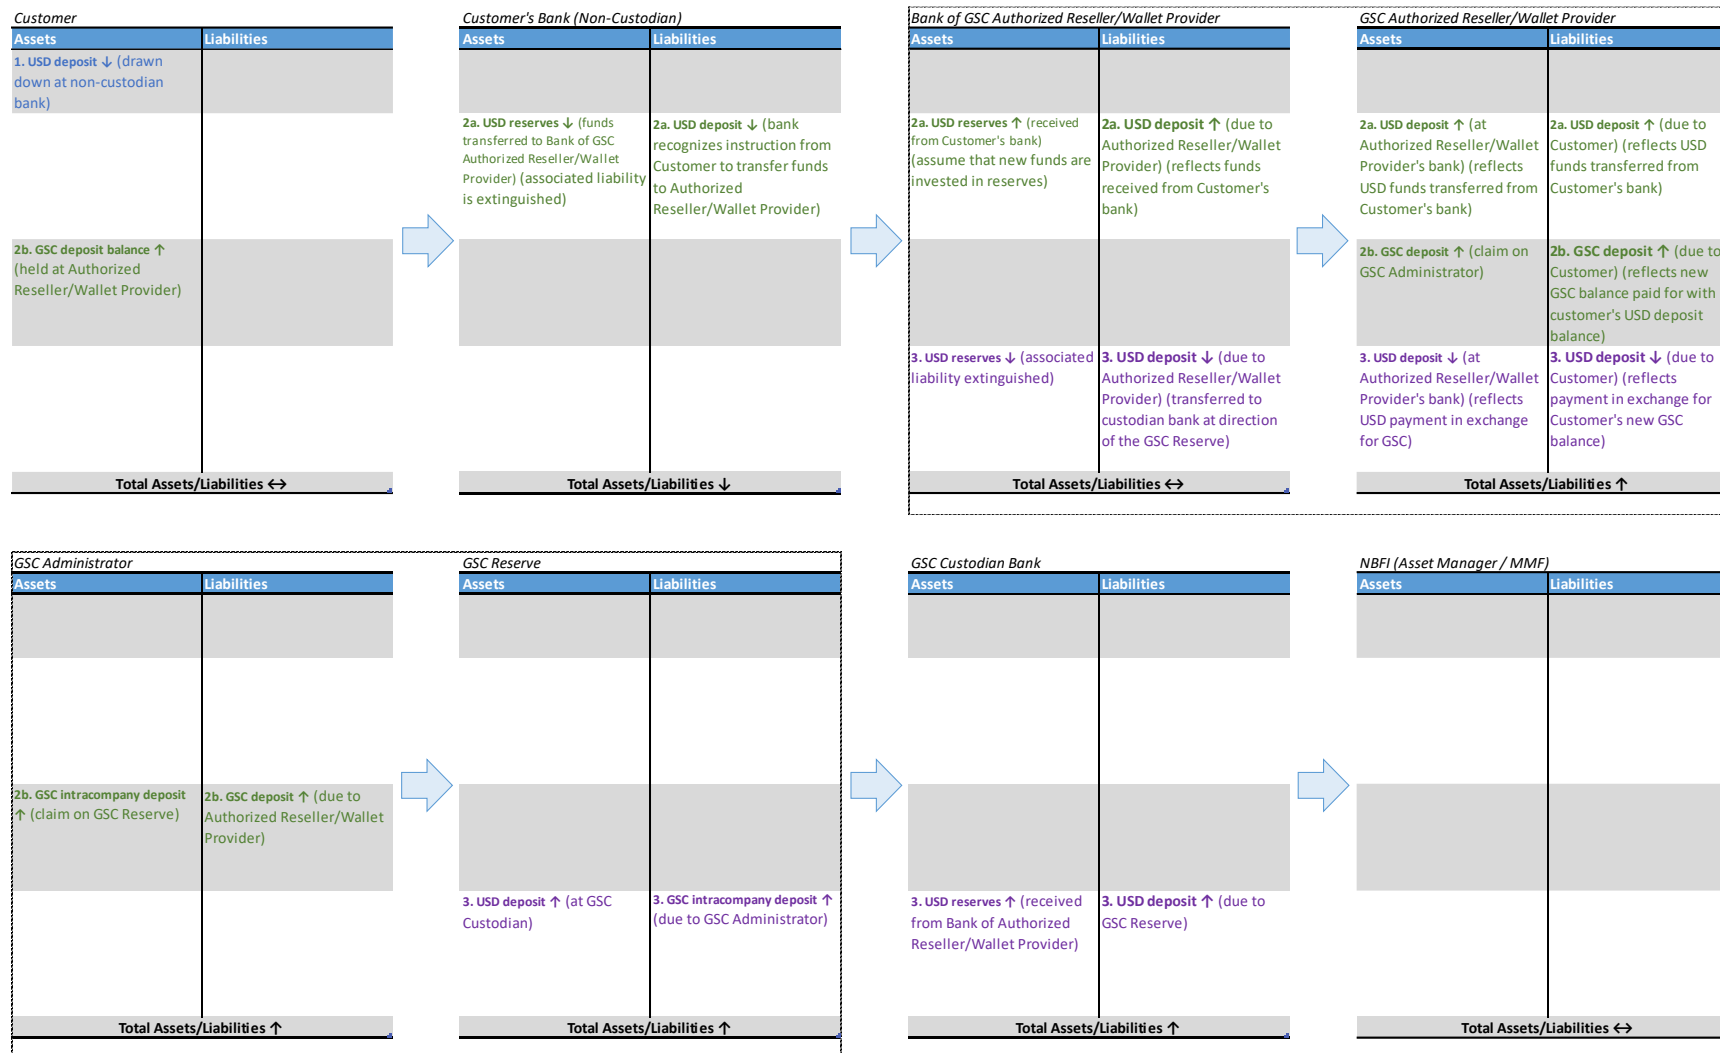 Customer
Assets
Liabilities
1. USD deposit ↓ (drawn
down at non-custodian
bank)
2b. GSC deposit balance ↑
(held at Authorized
Reseller/Wallet Provider)
Total Assets/Liabilities ↔
Customer's Bank (Non-Custodian)
Assets
Liabilities
2a. USD reserves ↓ (funds
transferred to Bank of GSC
Authorized Reseller/Wallet
Provider) (associated liability
is extinguished)
2a. USD deposit ↓ (bank
recognizes instruction from
Customer to transfer funds
to Authorized
Reseller/Wallet Provider)
Total Assets/Liabilities ↓
Bank of GSC Authorized Reseller/Wallet Provider
Assets
Liabilities
2a. USD reserves ↑ (received
from Customer's bank)
(assume that new funds are
invested in reserves)
2a. USD deposit ↑ (due to
Authorized Reseller/Wallet
Provider) (reflects funds
received from Customer's
bank)
3. USD reserves ↓ (associated
liability extinguished)
3. USD deposit ↓ (due to
Authorized Reseller/Wallet
Provider) (transferred to
custodian bank at direction
of the GSC Reserve)
Total Assets/Liabilities ↔
GSC Authorized Reseller/Wallet Provider
Assets
Liabilities
2a. USD deposit ↑ (at
Authorized Reseller/Wallet
Provider's bank) (reflects
USD funds transferred from
Customer's bank)
2a. USD deposit ↑ (due to
Customer) (reflects USD
funds transferred from
Customer's bank)
2b. GSC deposit ↑ (claim on
GSC Administrator)
2b. GSC deposit ↑ (due to
Customer) (reflects new
GSC balance paid for with
customer's USD deposit
balance)
3. USD deposit ↓ (at
Authorized Reseller/Wallet
Provider's bank) (reflects
USD payment in exchange
for GSC)
3. USD deposit ↓ (due to
Customer) (reflects
payment in exchange for
Customer's new GSC
balance)
Total Assets/Liabilities ↑
GSC Administrator
Assets
Liabilities
2b. GSC intracompany deposit
↑ (claim on GSC Reserve)
2b. GSC deposit ↑ (due to
Authorized Reseller/Wallet
Provider)
Total Assets/Liabilities ↑
GSC Reserve
Assets
Liabilities
3. USD deposit ↑ (at GSC
Custodian)
3. GSC intracompany deposit ↑
(due to GSC Administrator)
Total Assets/Liabilities ↑
GSC Custodian Bank
Assets
Liabilities
3. USD reserves ↑ (received
from Bank of Authorized
Reseller/Wallet Provider)
3. USD deposit ↑ (due to
GSC Reserve)
Total Assets/Liabilities ↑
NBFI (Asset Manager / MMF)
Assets
Liabilities
Total Assets/Liabilities ↔